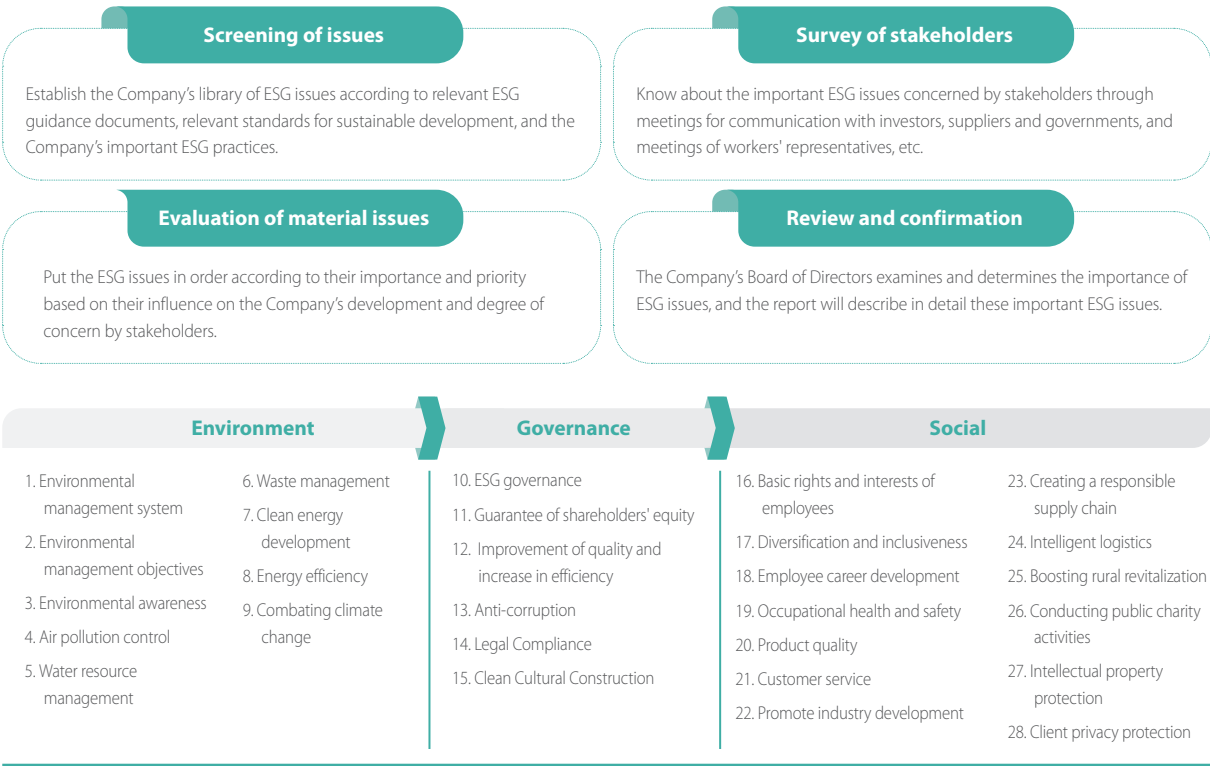 Screening of issues
Establish the Company's library of ESG issues according to relevant ESG
guidance documents, relevant standards for sustainable development, and the
Company's important ESG practices.
Survey of stakeholders
Know about the important ESG issues concerned by stakeholders through
meetings for communication with investors, suppliers and governments, and
meetings of workers' representatives, etc.
Evaluation of material issues
Put the ESG issues in order according to their importance and priority
based on their influence on the Company's development and degree of
concern by stakeholders.
Review and confirmation
The Company's Board of Directors examines and determines the importance of
ESG issues, and the report will describe in detail these important ESG issues.
Environment
1. Environmental
management system
2. Environmental
management objectives
3. Environmental awareness
4. Air pollution control
5. Water resource
management
6. Waste management
7. Clean energy
development
8. Energy efficiency
9. Combating climate
change
Governance
10. ESG governance
11. Guarantee of shareholders' equity
12. Improvement of quality and
increase in efficiency
13. Anti-corruption
14. Legal Compliance
15. Clean Cultural Construction
Social
16. Basic rights and interests of
employees
17. Diversification and inclusiveness
18. Employee career development
19. Occupational health and safety
20. Product quality
21. Customer service
22. Promote industry development
23. Creating a responsible
supply chain
24. Intelligent logistics
25. Boosting rural revitalization
26. Conducting public charity
activities
27. Intellectual property
protection
28. Client privacy protection